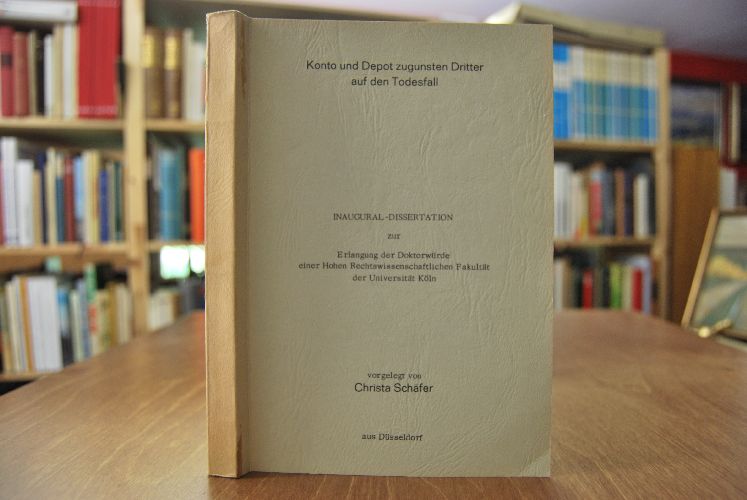 Konto und Depot zugunsten Dritter
auf den Todesfall
INAUGURAL-DISSERTATION
zur
Erlangung der Doktorwürde
einer Hohen Rechtswissenschaftlichen Fakultät
der Universität Köln
vorgelegt von
Christa Schäfer
aus Düsseldorf